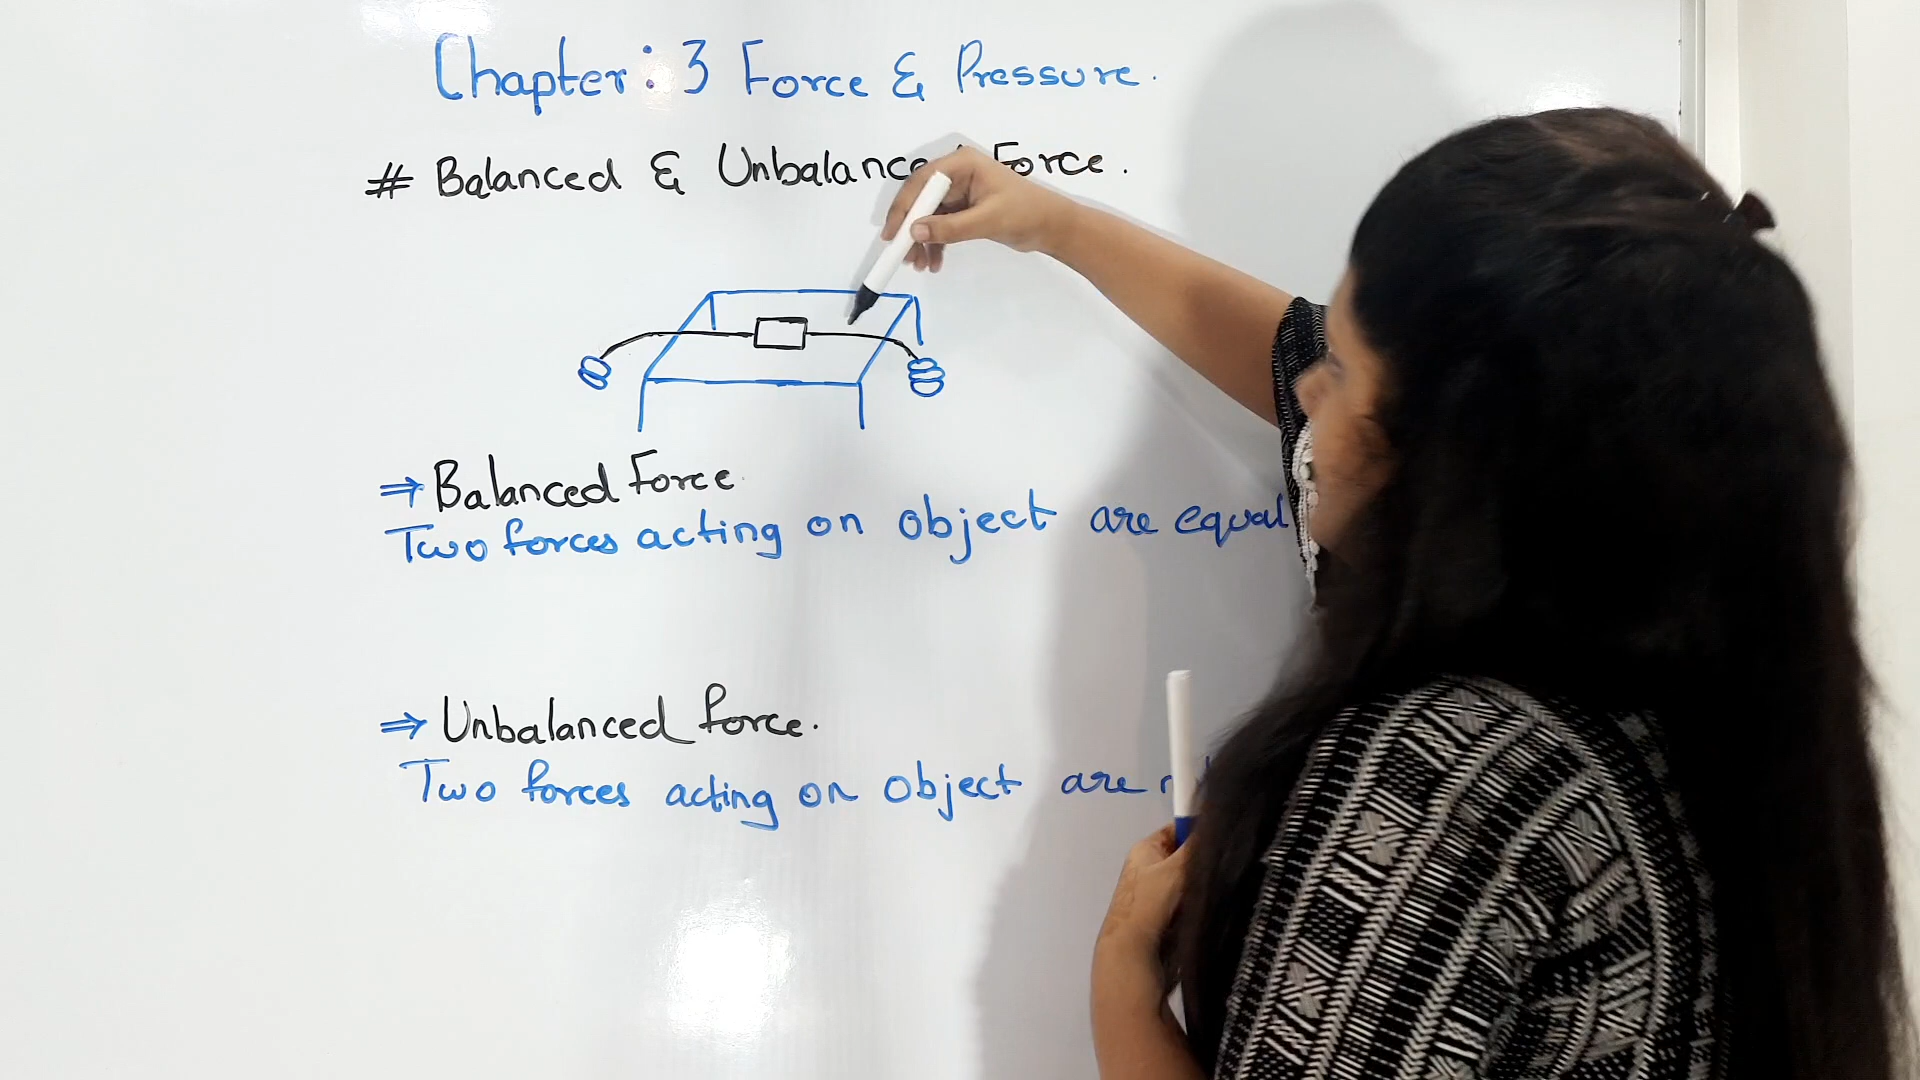 Chapter : 3 Force & Pressure.
# Balanced & Unbalanced Force.
⇒ Balanced Force.
Two forces acting on object are equal
⇒ Unbalanced force.
Two forces acting on object are